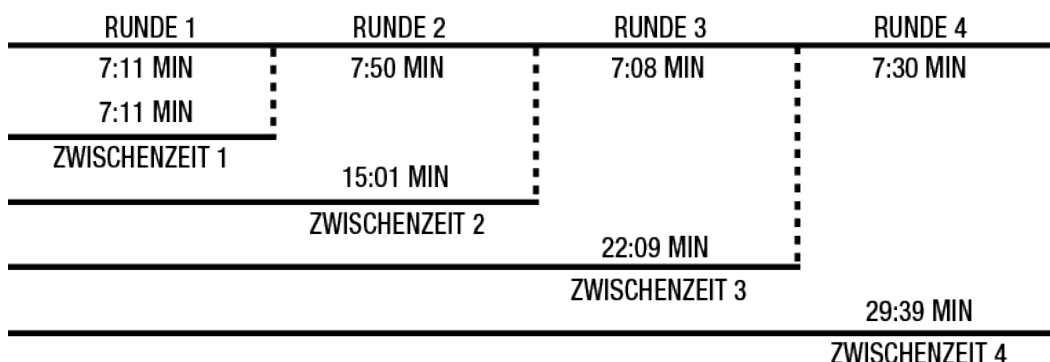 RUNDE 1 RUNDE 2 RUNDE 3 RUNDE 4
7:11 MIN 7:50 MIN 7:08 MIN 7:30 MIN
7:11 MIN
ZWISCHENZEIT 1
15:01 MIN
ZWISCHENZEIT 2
22:09 MIN
ZWISCHENZEIT 3
29:39 MIN
ZWISCHENZEIT 4